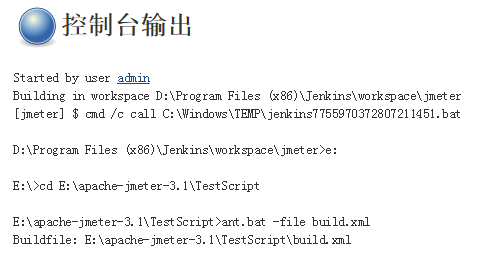 控制台输出
Started by user admin
Building in workspace D:\Program Files (x86)\Jenkins\workspace\jmeter
[jmeter] $ cmd /c call C:\Windows\TEMP\jenkins7755970372807211451.bat
D:\Program Files (x86)\Jenkins\workspace\jmeter>e:
E:\>cd E:\apache-jmeter-3.1\TestScript
E:\apache-jmeter-3.1\TestScript>ant.bat -file build.xml
Buildfile: E:\apache-jmeter-3.1\TestScript\build.xml